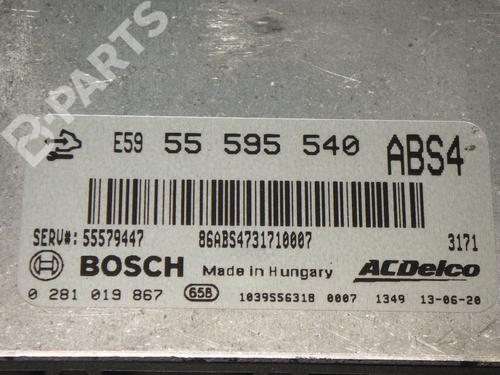 B-PARTS
E59 55 595 540 ABS4
SERV#: 55579447 86ABS4731710007 3171
BOSCH Made in Hungary ACDelco
0 281 019 867 65B 1039S56318 0007 1349 13-06-20